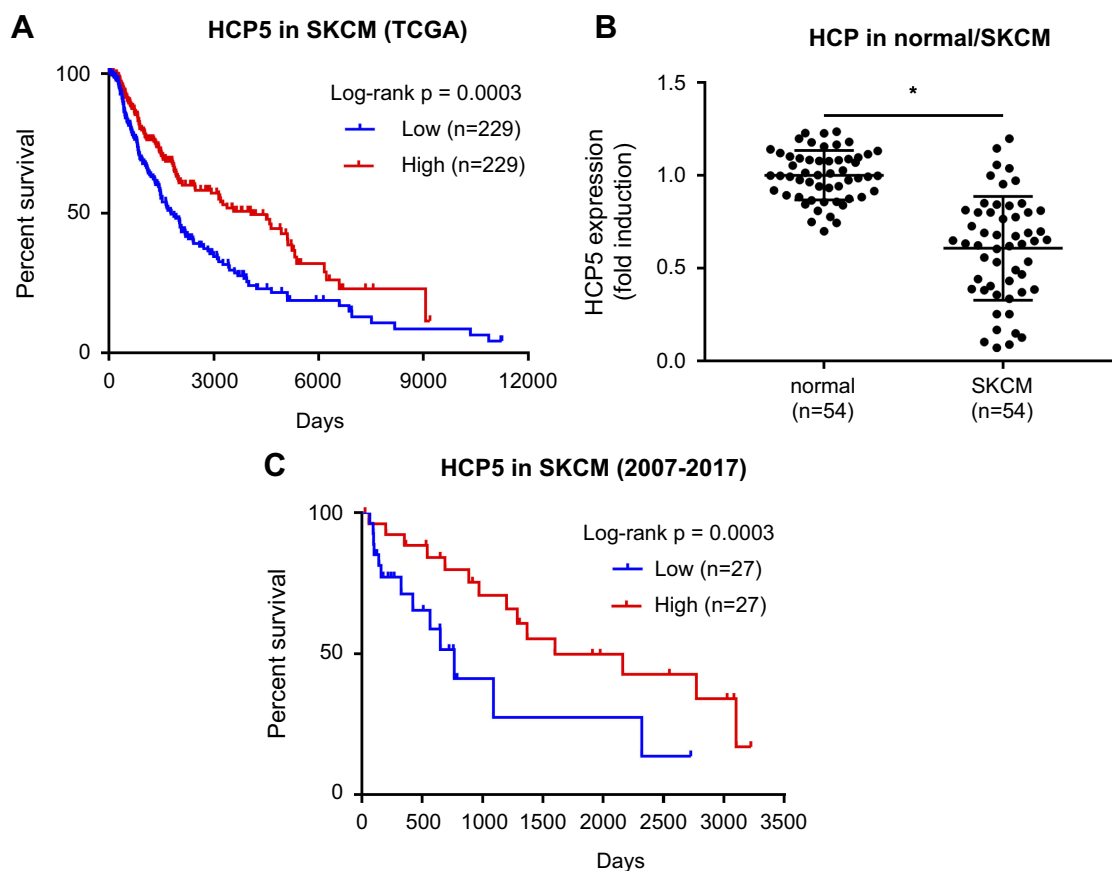 A
HCP5 in SKCM (TCGA)
Log-rank p = 0.0003
Low (n=229)
High (n=229)
Percent survival
100
50
0
0 3000 6000 9000 12000
Days
B
HCP in normal/SKCM
*
HCP5 expression
(fold induction)
1.5
1.0
0.5
0.0
normal SKCM
(n=54) (n=54)
C
HCP5 in SKCM (2007-2017)
Log-rank p = 0.0003
Low (n=27)
High (n=27)
Percent survival
100
50
0
0 500 1000 1500 2000 2500 3000 3500
Days